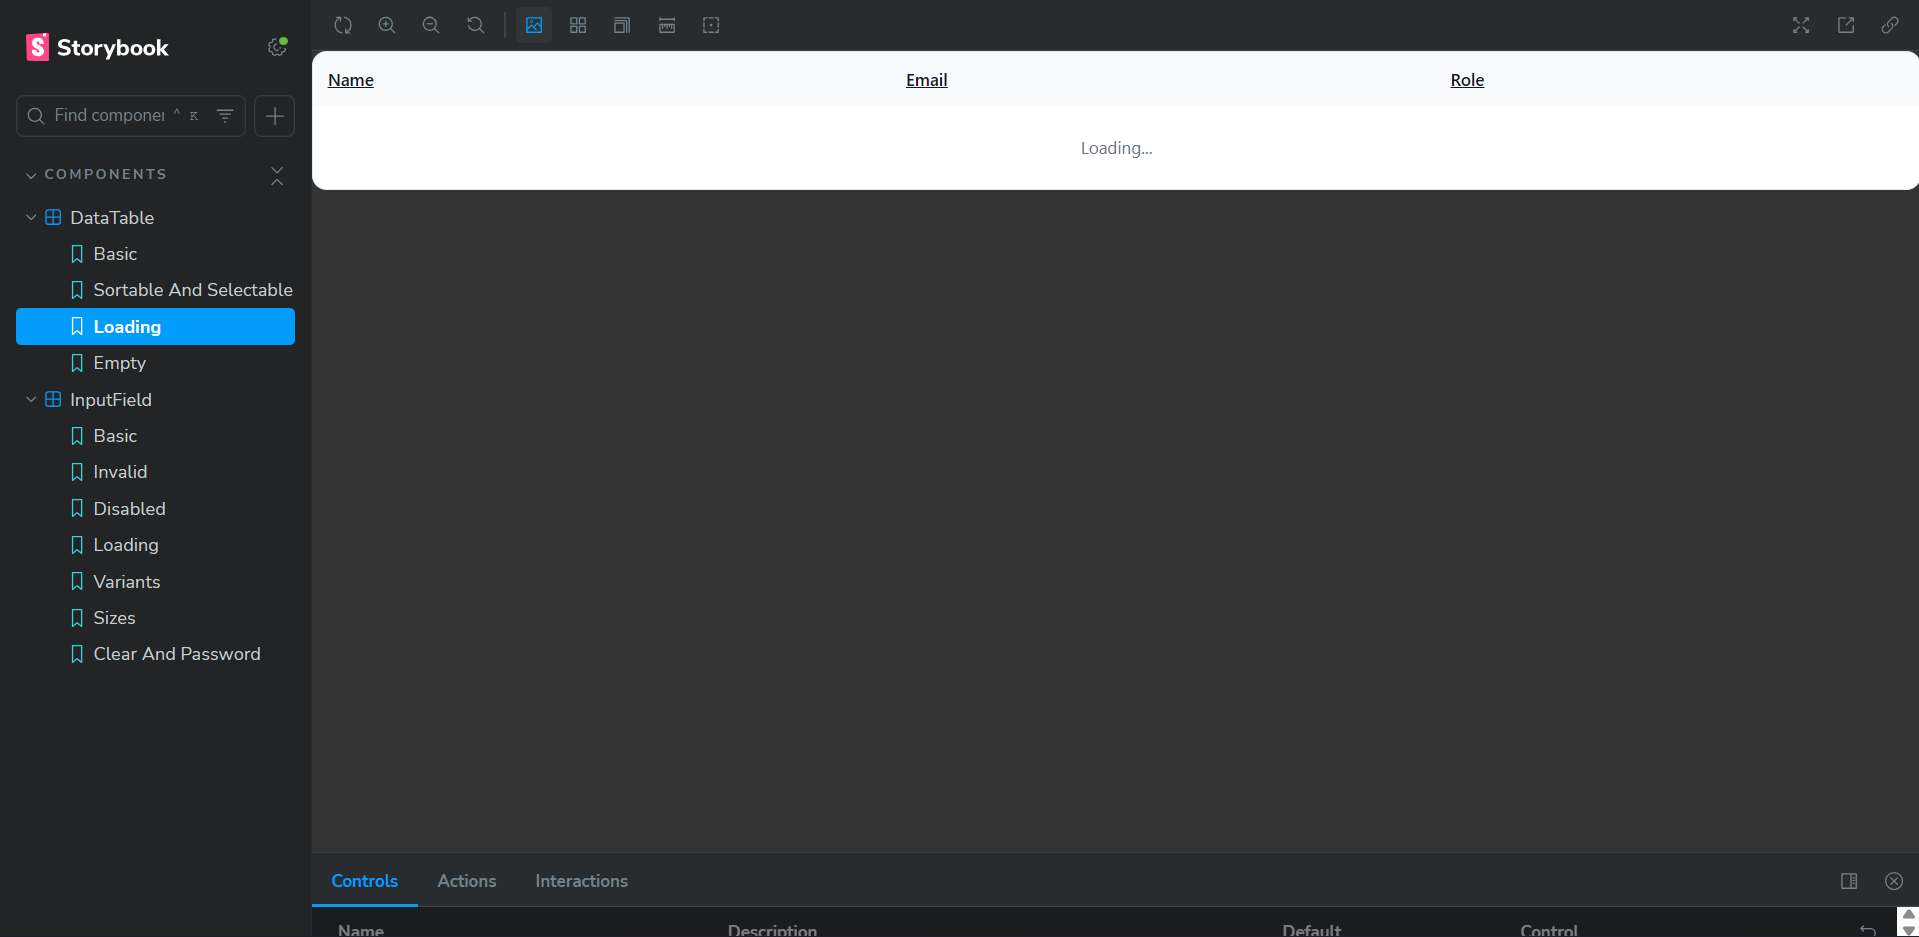 Storybook
Find componen ^ K
COMPONENTS
DataTable
Basic
Sortable And Selectable
Loading
Empty
InputField
Basic
Invalid
Disabled
Loading
Variants
Sizes
Clear And Password
Name Email Role
Loading...
Controls Actions Interactions
Name Description Default Control